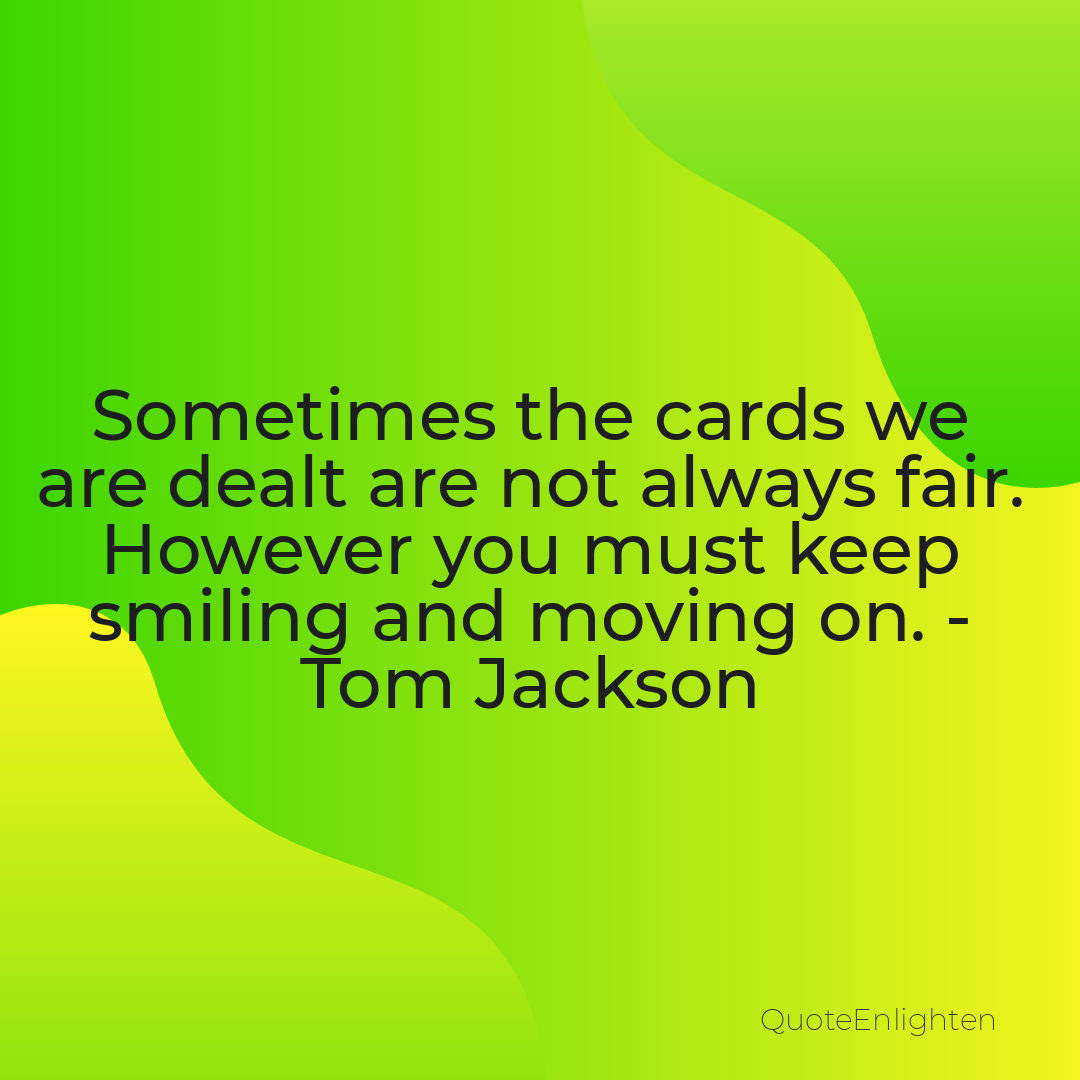 Sometimes the cards we
are dealt are not always fair.
However you must keep
smiling and moving on. -
Tom Jackson
QuoteEnlighten